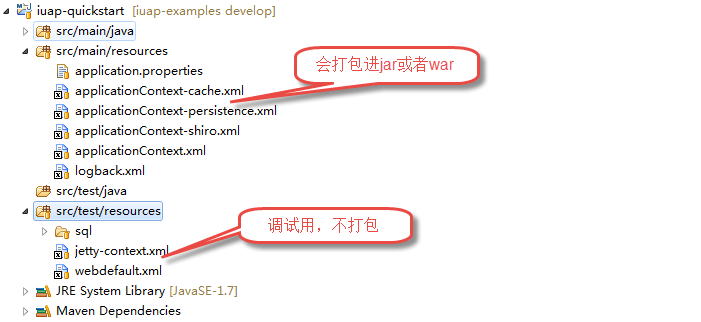 iuap-quickstart [iuap-examples develop]
src/main/java
src/main/resources
application.properties
会打包进jar或者war
applicationContext-cache.xml
applicationContext-persistence.xml
applicationContext-shiro.xml
applicationContext.xml
logback.xml
src/test/java
src/test/resources
sql
调试用，不打包
jetty-context.xml
webdefault.xml
JRE System Library [JavaSE-1.7]
Maven Dependencies